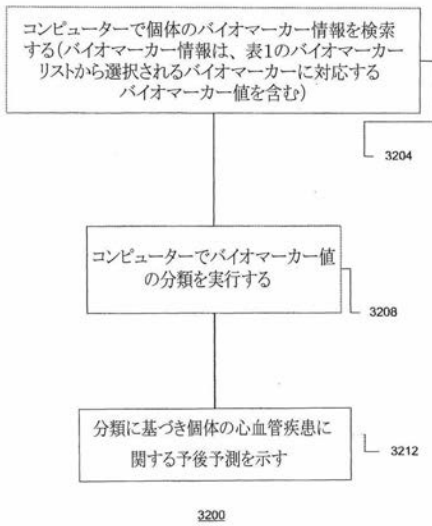 コンピューターで個体のバイオマーカー情報を検索
する(バイオマーカー情報は、表1のバイオマーカー
リストから選択されるバイオマーカーに対応する
バイオマーカー値を含む)
3204
コンピューターでバイオマーカー値
の分類を実行する
3208
分類に基づき個体の心血管疾患に
関する予後予測を示す
3212
3200